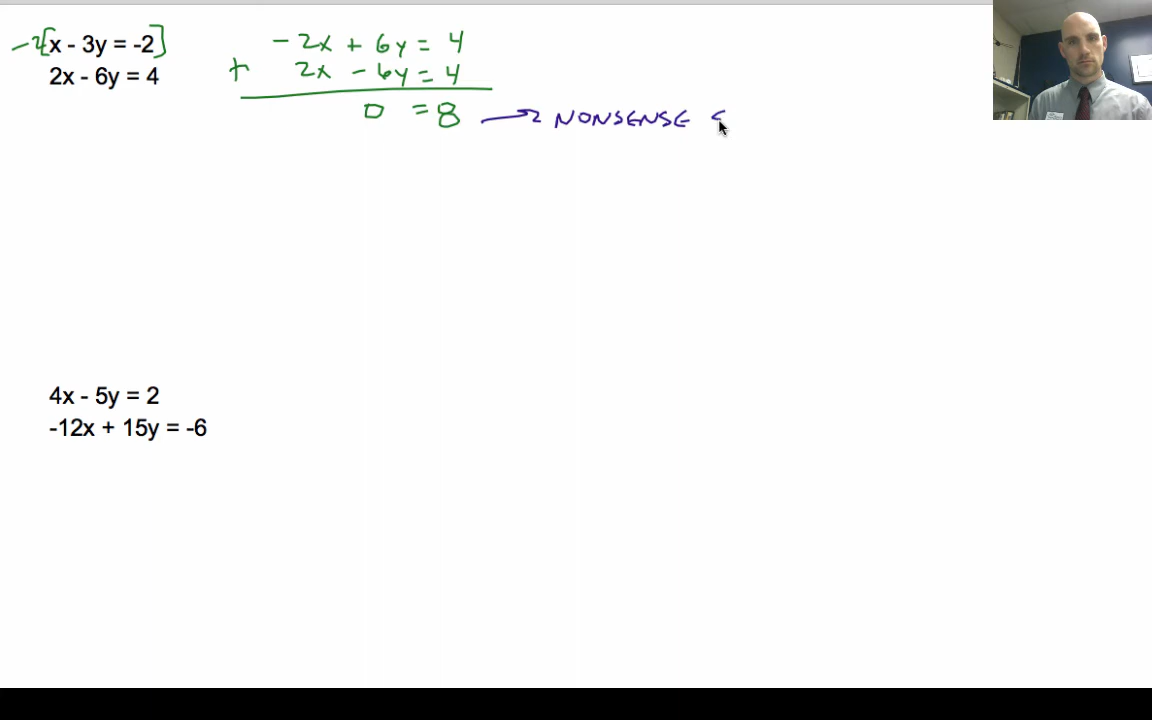 -2[x - 3y = -2]
2x - 6y = 4
-2x + 6y = 4
+ 2x - 6y = 4
0 = 8 → NONSENSE S
4x - 5y = 2
-12x + 15y = -6